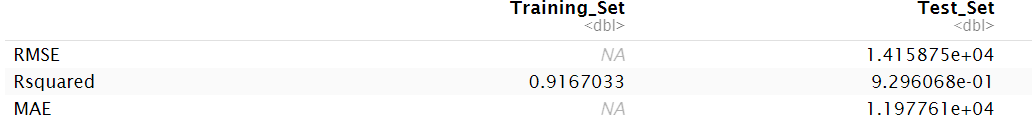 Training_Set Test_Set
<dbl> <dbl>
RMSE NA 1.415875e+04
Rsquared 0.9167033 9.296068e-01
MAE NA 1.197761e+04